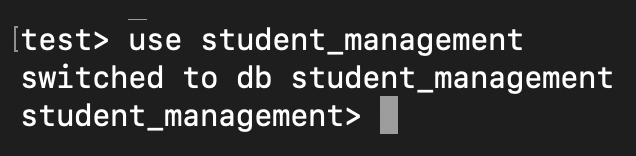 [test> use student_management
switched to db student_management
student_management>